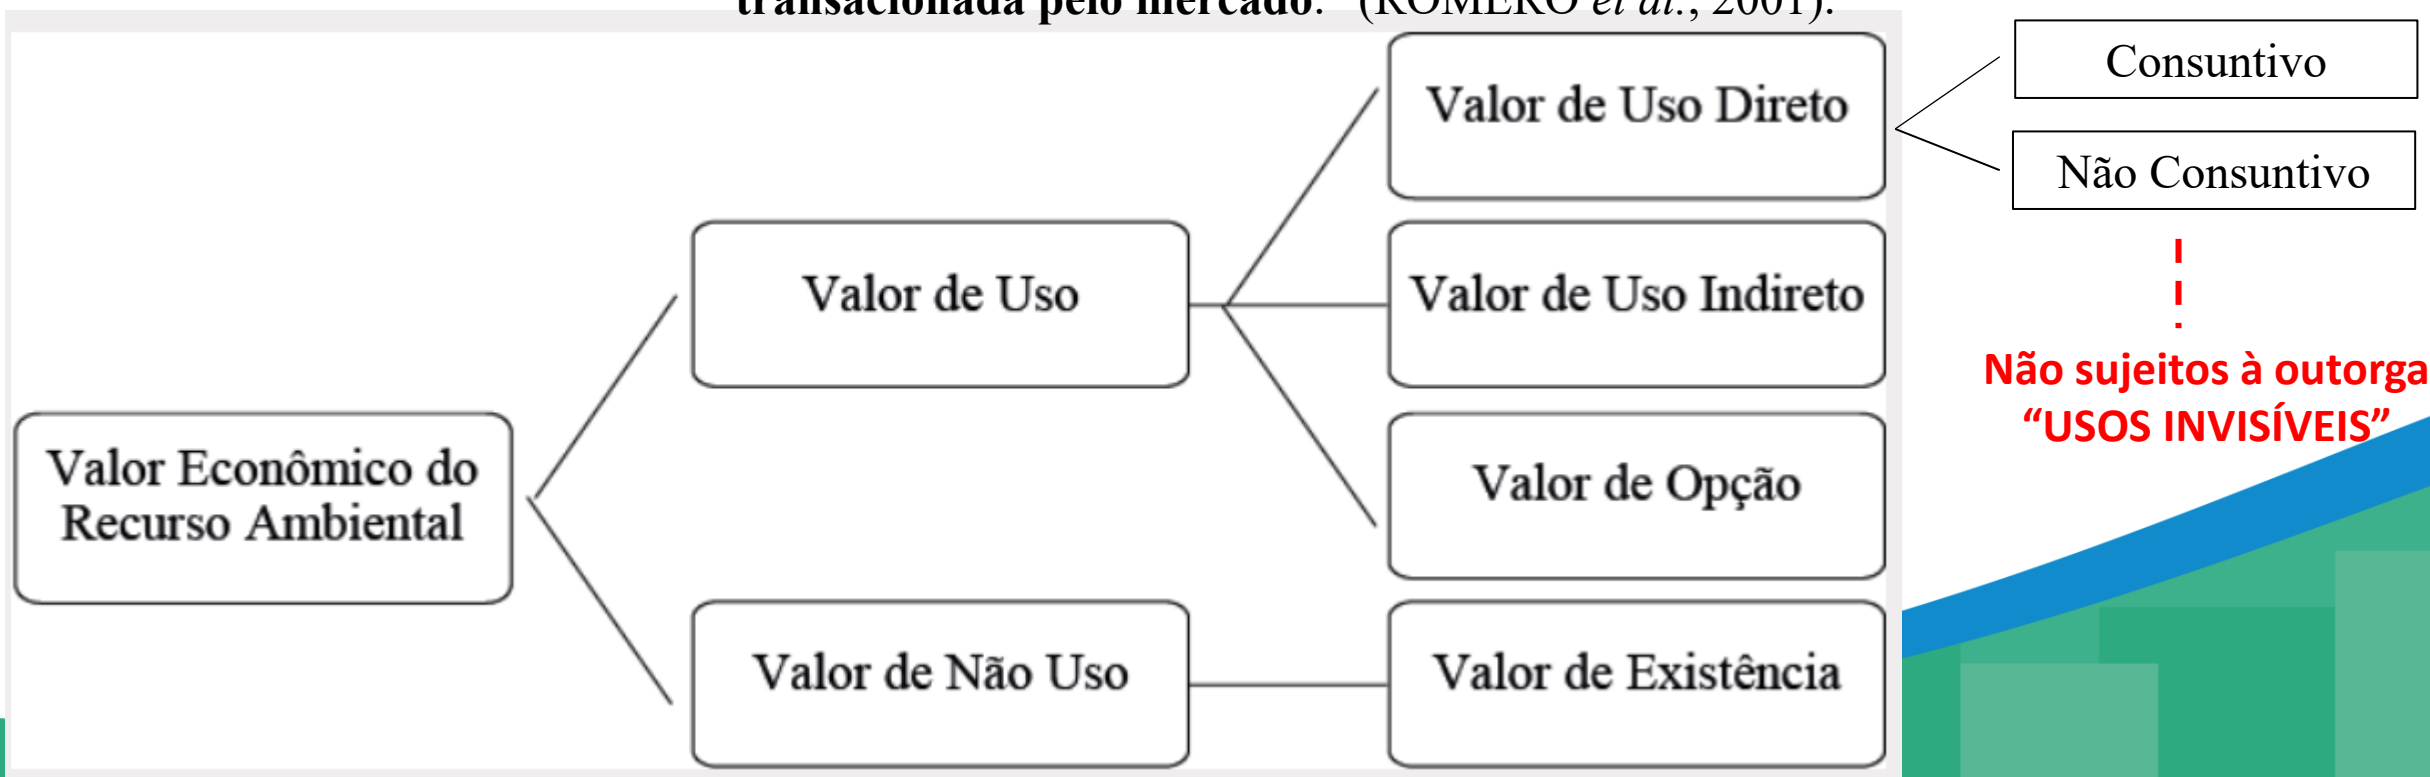 transacionada pelo mercado." (ROMERO et al., 2001).
Consuntivo
Valor de Uso Direto
Não Consuntivo
Valor de Uso
Valor de Uso Indireto
Não sujeitos à outorga
“USOS INVISÍVEIS”
Valor Econômico do
Recurso Ambiental
Valor de Opção
Valor de Não Uso
Valor de Existência